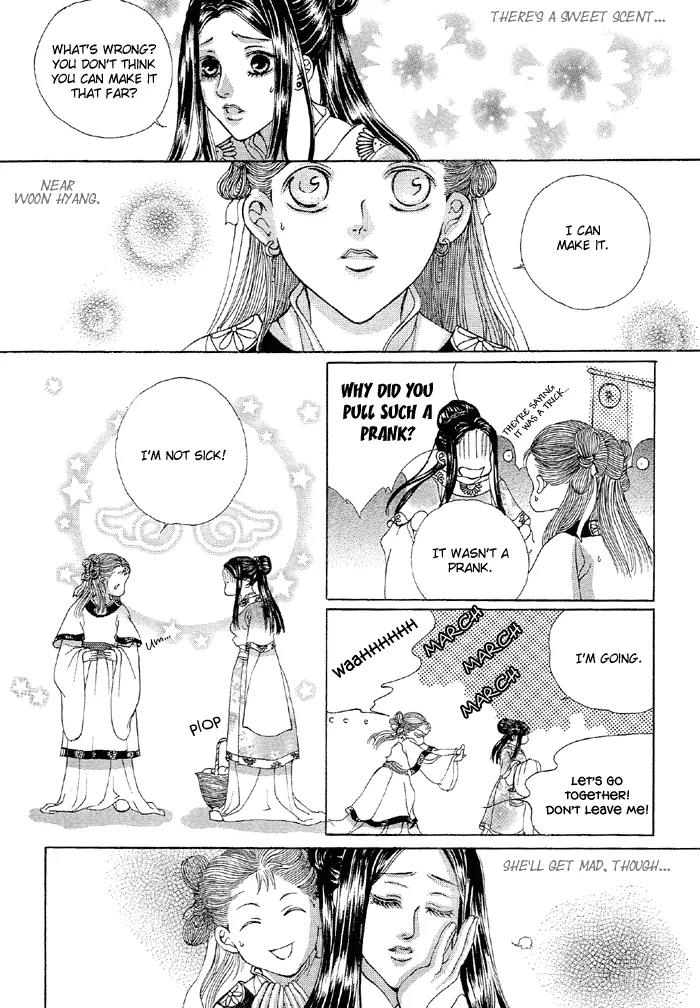 THERE'S A SWEET SCENT...
WHAT'S WRONG?
YOU DON'T THINK
YOU CAN MAKE IT
THAT FAR?
NEAR
WOON HYANG.
I CAN
MAKE IT.
I'M NOT SICK!
Um...
PlOP
WHY DID YOU
PULL SUCH A
PRANK?
THEY'RE SAYING
IT WAS A TRICK...
IT WASN'T A
PRANK.
WaaHHHHHH
MARCH
MARCH
MARCH
I'M GOING.
LET'S GO
TOGETHER!
DON'T LEAVE ME!
SHE'LL GET MAD, THOUGH...